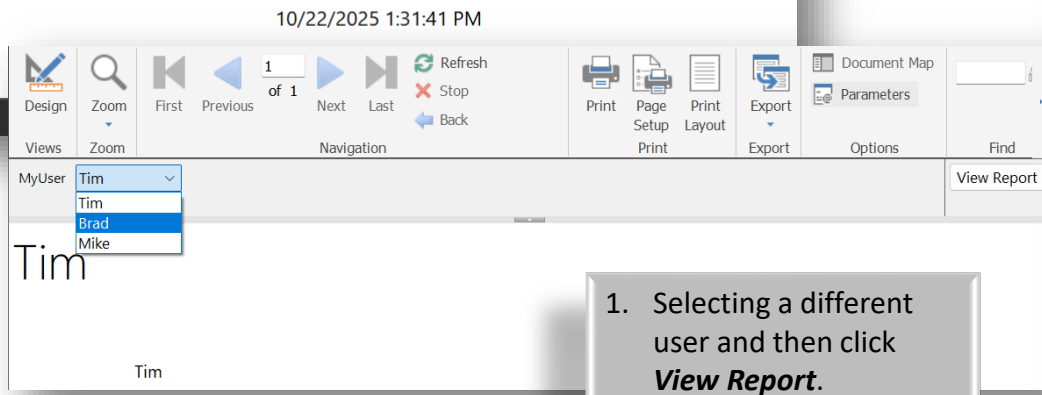 10/22/2025 1:31:41 PM
Refresh
1
of 1
Stop
Document Map
Parameters
Design
Zoom
First
Previous
Next
Last
Back
Print
Page
Setup
Print
Layout
Export
Views
Zoom
Navigation
Print
Export
Options
Find
MyUser
Tim
View Report
Tim
Brad
Mike
Tim
Tim
1. Selecting a different
user and then click
View Report.